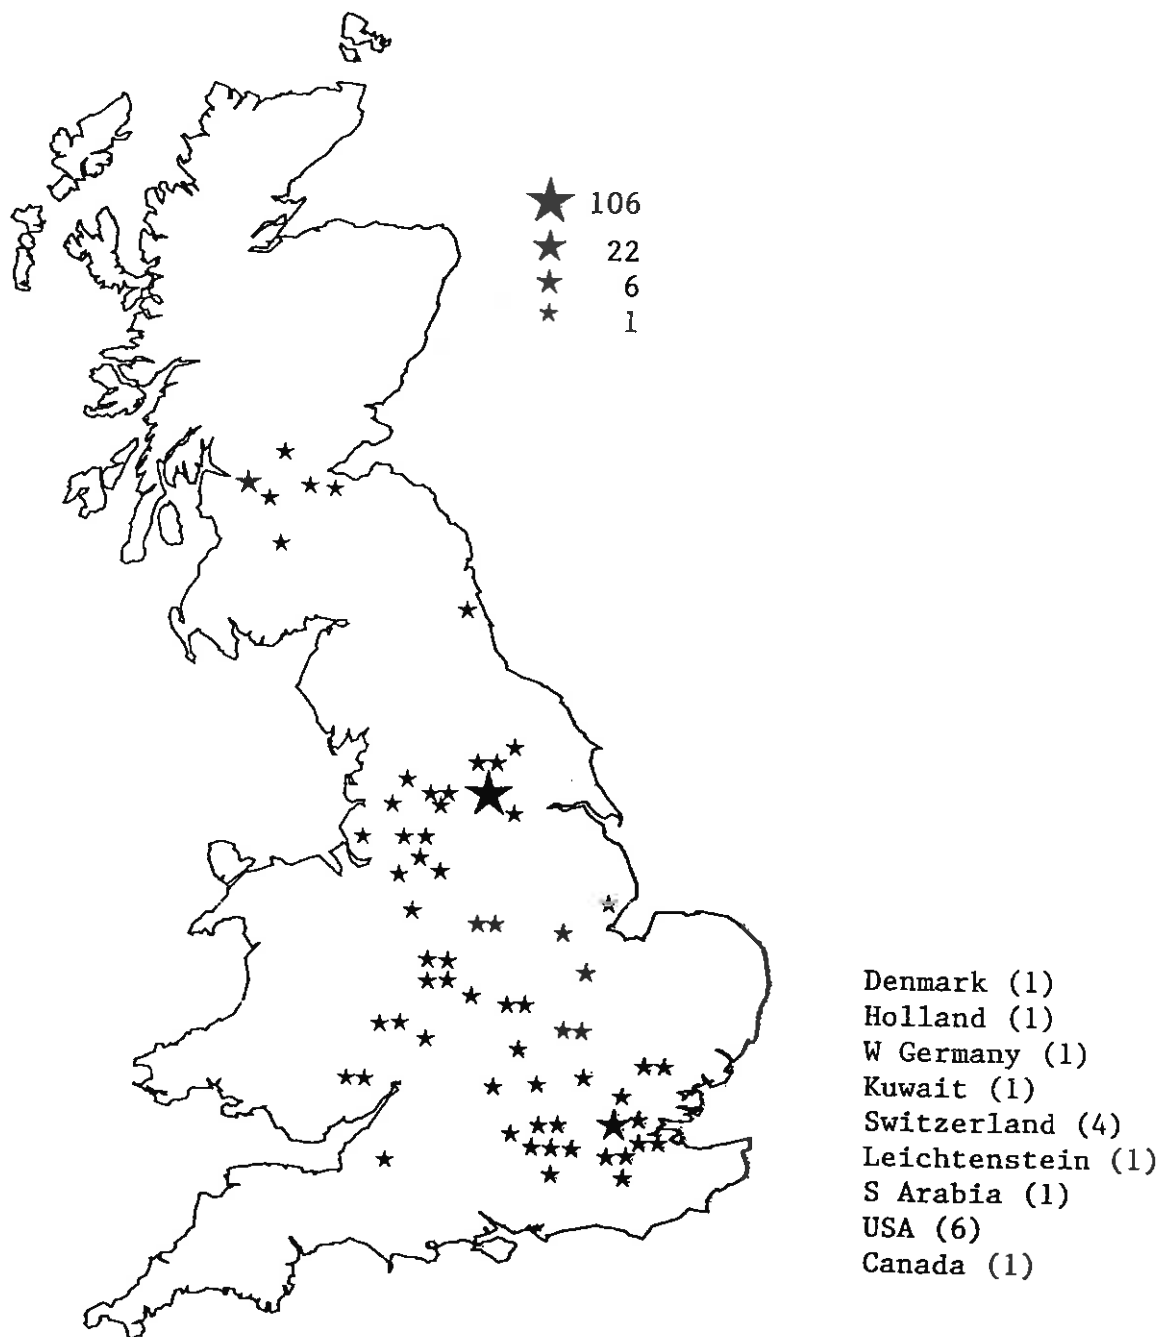 106
22
6
1
Denmark (1)
Holland (1)
W Germany (1)
Kuwait (1)
Switzerland (4)
Leichtenstein (1)
S Arabia (1)
USA (6)
Canada (1)